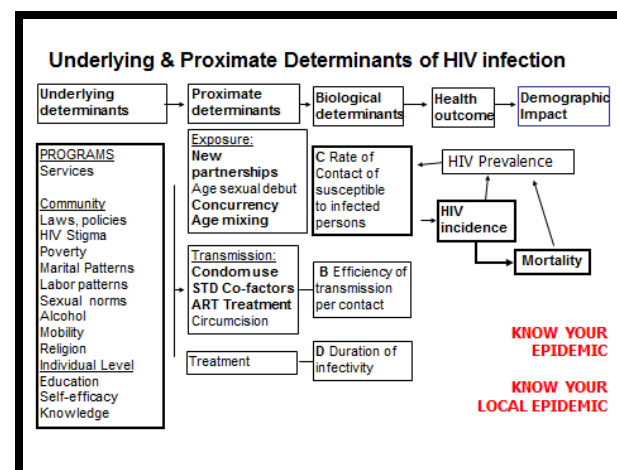 Underlying & Proximate Determinants of HIV infection
Underlying
determinants
Proximate
determinants
Biological
determinants
Health
outcome
Demographic
Impact
PROGRAMS
Services
Community
Laws, policies
HIV Stigma
Poverty
Marital Patterns
Labor patterns
Sexual norms
Alcohol
Mobility
Religion
Individual Level
Education
Self-efficacy
Knowledge
Exposure:
New
partnerships
Age sexual debut
Concurrency
Age mixing
Transmission:
Condom use
STD Co-factors
ART Treatment
Circumcision
Treatment
C Rate of
Contact of
susceptible
to infected
persons
B Efficiency of
transmission
per contact
D Duration of
infectivity
HIV Prevalence
HIV
incidence
Mortality
KNOW YOUR
EPIDEMIC
KNOW YOUR
LOCAL EPIDEMIC